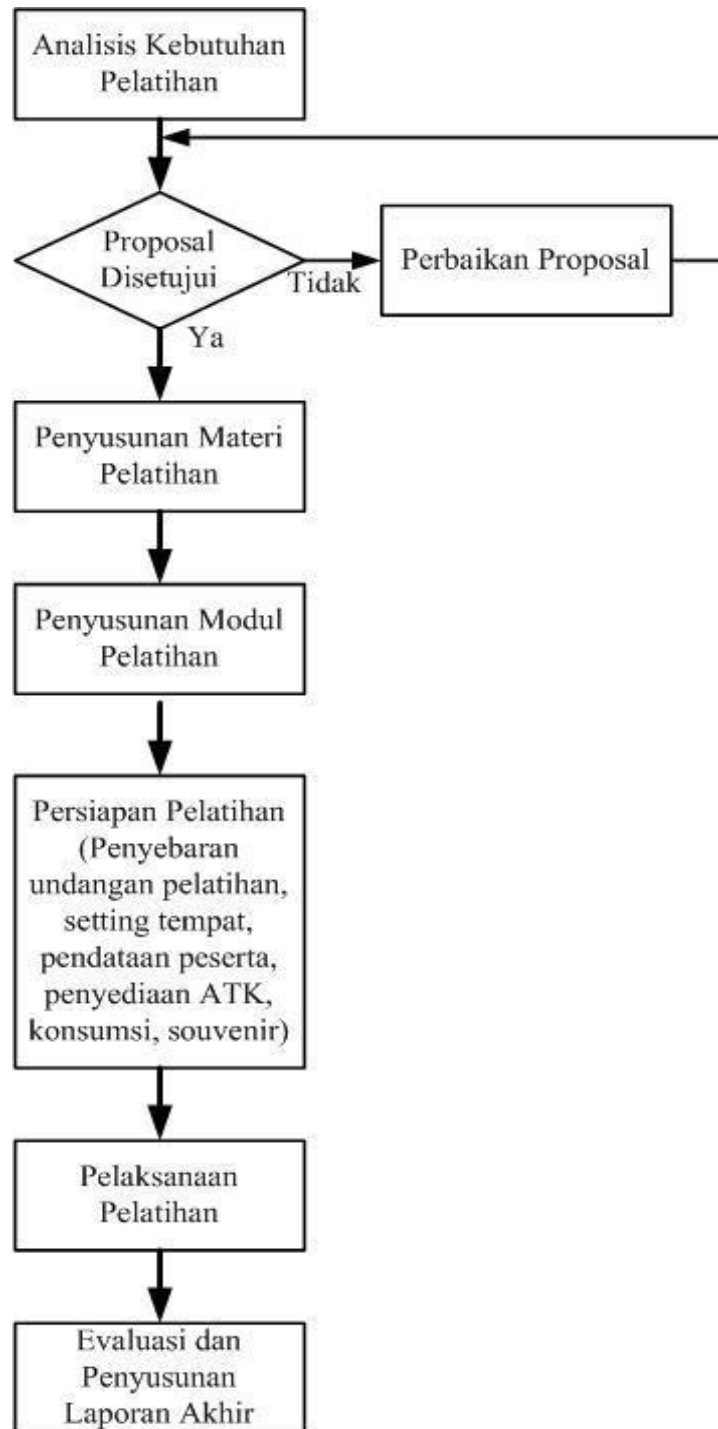 Analisis Kebutuhan
Pelatihan
Proposal
Disetujui
Tidak
Perbaikan Proposal
Ya
Penyusunan Materi
Pelatihan
Penyusunan Modul
Pelatihan
Persiapan Pelatihan
(Penyebaran
undangan pelatihan,
setting tempat,
pendataan peserta,
penyediaan ATK,
konsumsi, souvenir)
Pelaksanaan
Pelatihan
Evaluasi dan
Penyusunan
Laporan Akhir